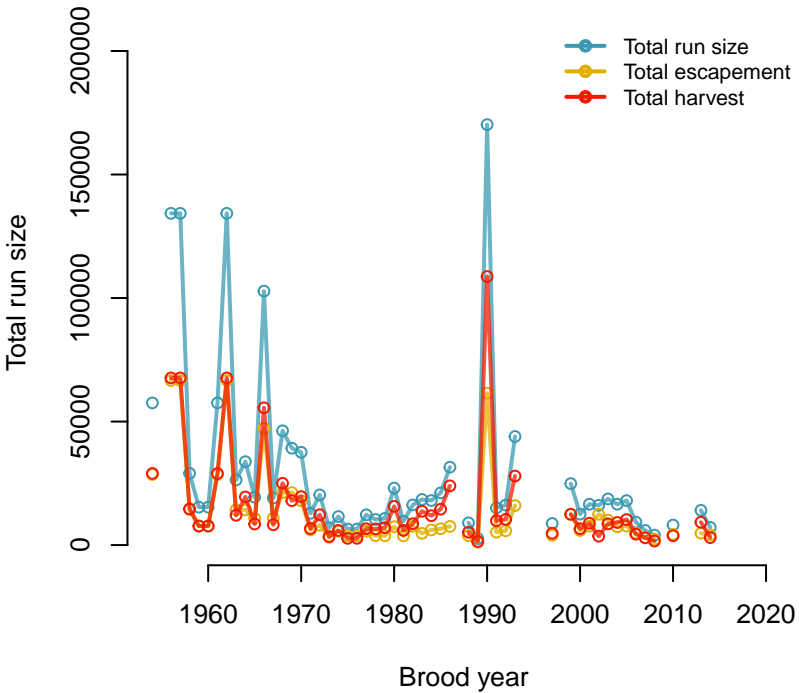 Total run size
Total escapement
Total harvest
200000
150000
100000
50000
0
Total run size
1960 1970 1980 1990 2000 2010 2020
Brood year